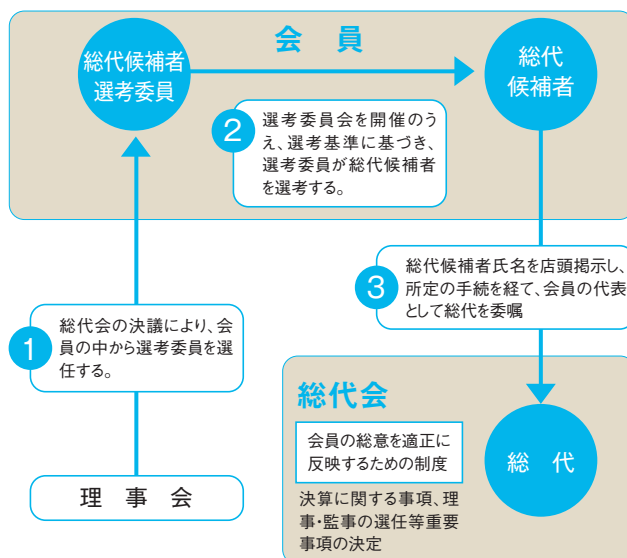 会員
総代候補者
選考委員
総代
候補者
2
選考委員会を開催のう
え、選考基準に基づき、
選考委員が総代候補者
を選考する。
3
総代候補者氏名を店頭掲示し、
所定の手続を経て、会員の代表
として総代を委嘱
1
総代会の決議により、会
員の中から選考委員を選
任する。
理事会
総代会
会員の総意を適正に
反映するための制度
決算に関する事項、理
事・監事の選任等重要
事項の決定
総代